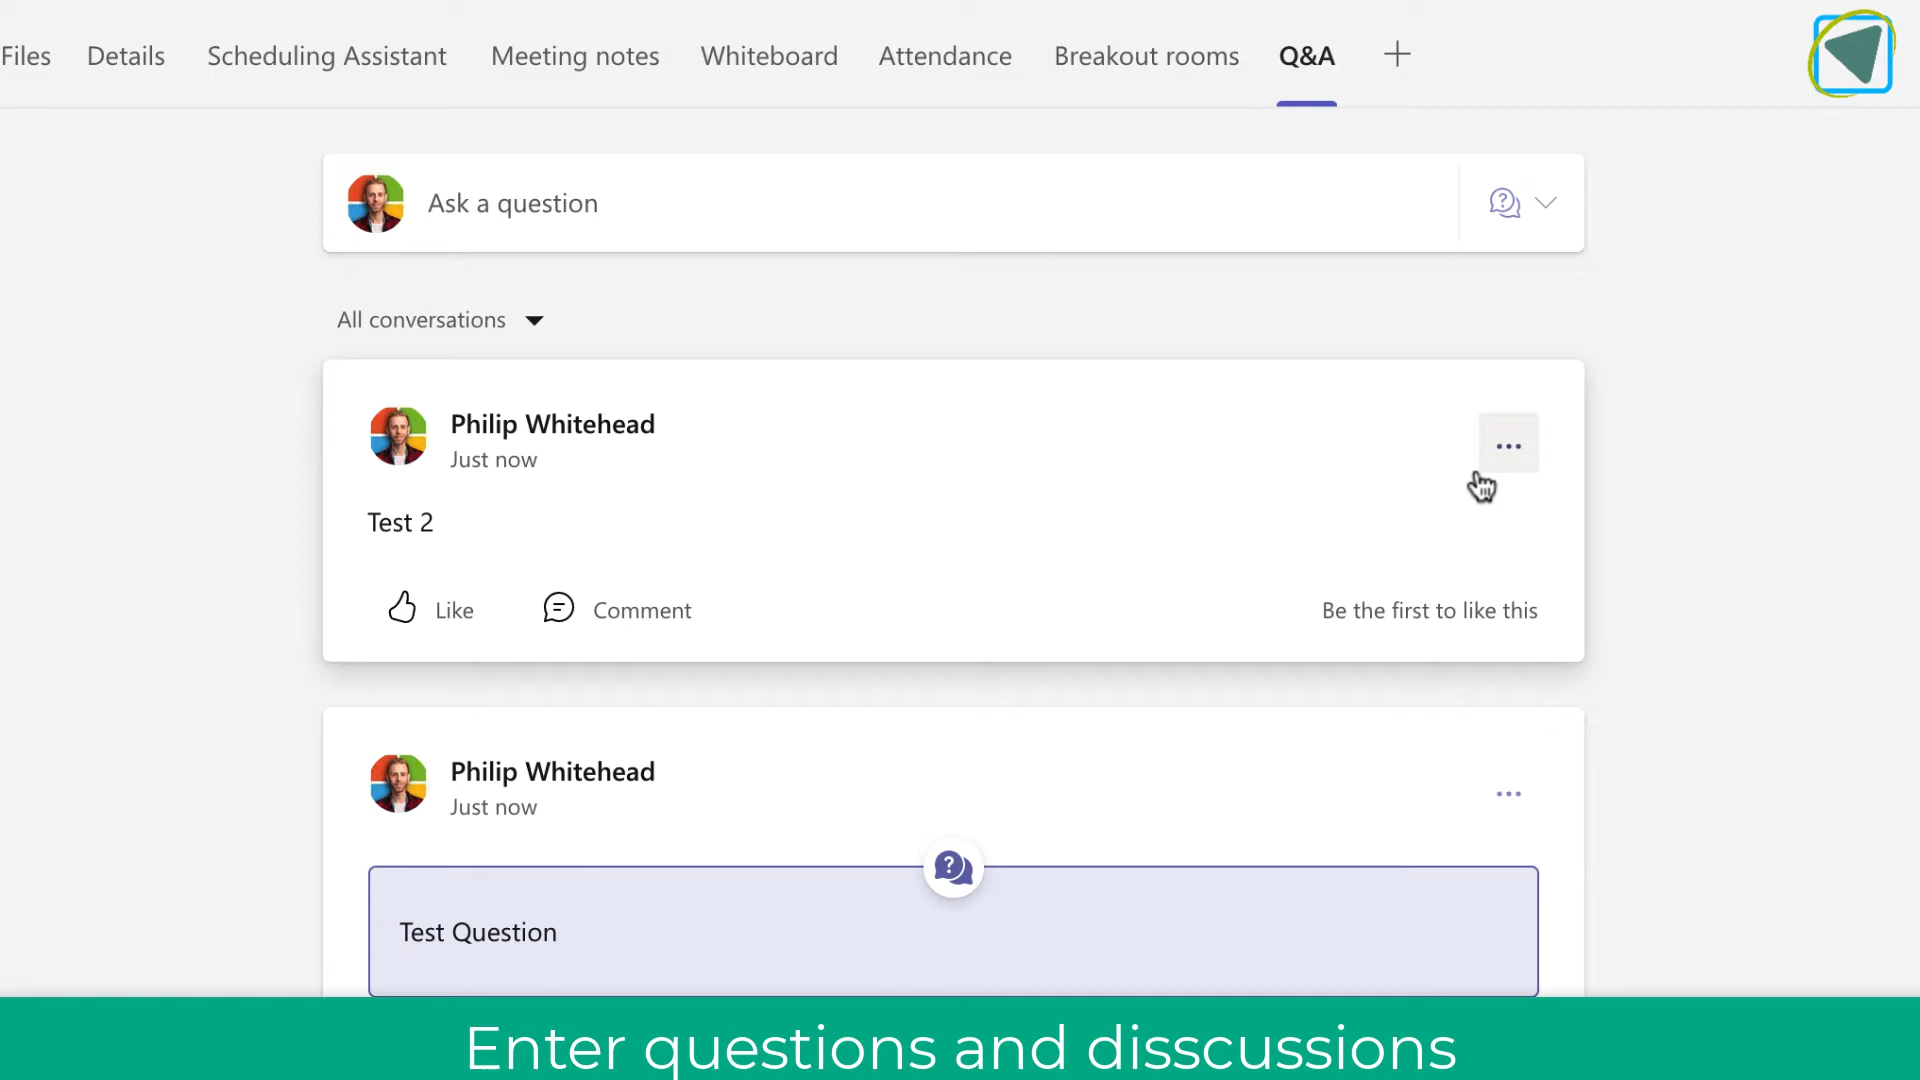 Files Details Scheduling Assistant Meeting notes Whiteboard Attendance Breakout rooms Q&A
Ask a question
All conversations
Philip Whitehead
Just now
Test 2
Like Comment Be the first to like this
Philip Whitehead
Just now
Test Question
Enter questions and disscussions